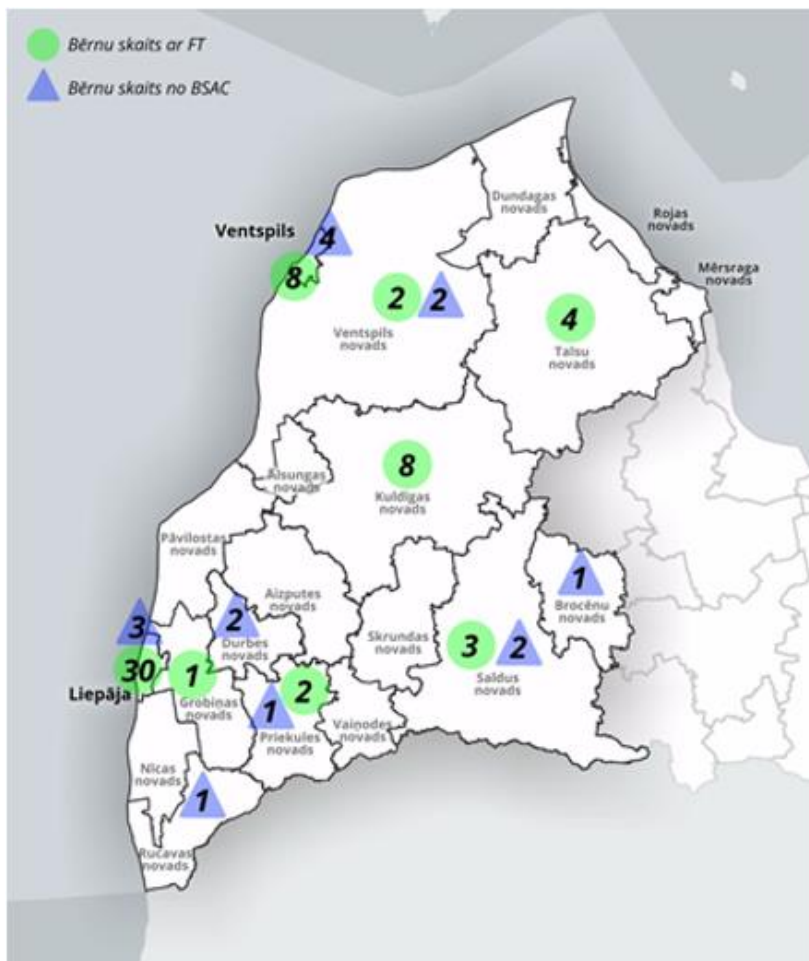 Bērnu skaits ar FT
Bērnu skaits no BSAC
Dundagas
novads
Rojas
novads
Ventspils
4
Mērsraga
novads
8
2
2
Ventspils
novads
4
Talsu
novads
8
Alsungas
novads
Kuldīgas
novads
Pāvilostas
novads
1
Brocēnu
novads
Aizputes
novads
3
2
Durbes
novads
Skrundas
novads
3
2
Saldus
novads
30
Liepāja
1
Grobiņas
novads
2
1
Priekules
novads
Vaiņodes
novads
Nīcas
novads
1
Rucavas
novads